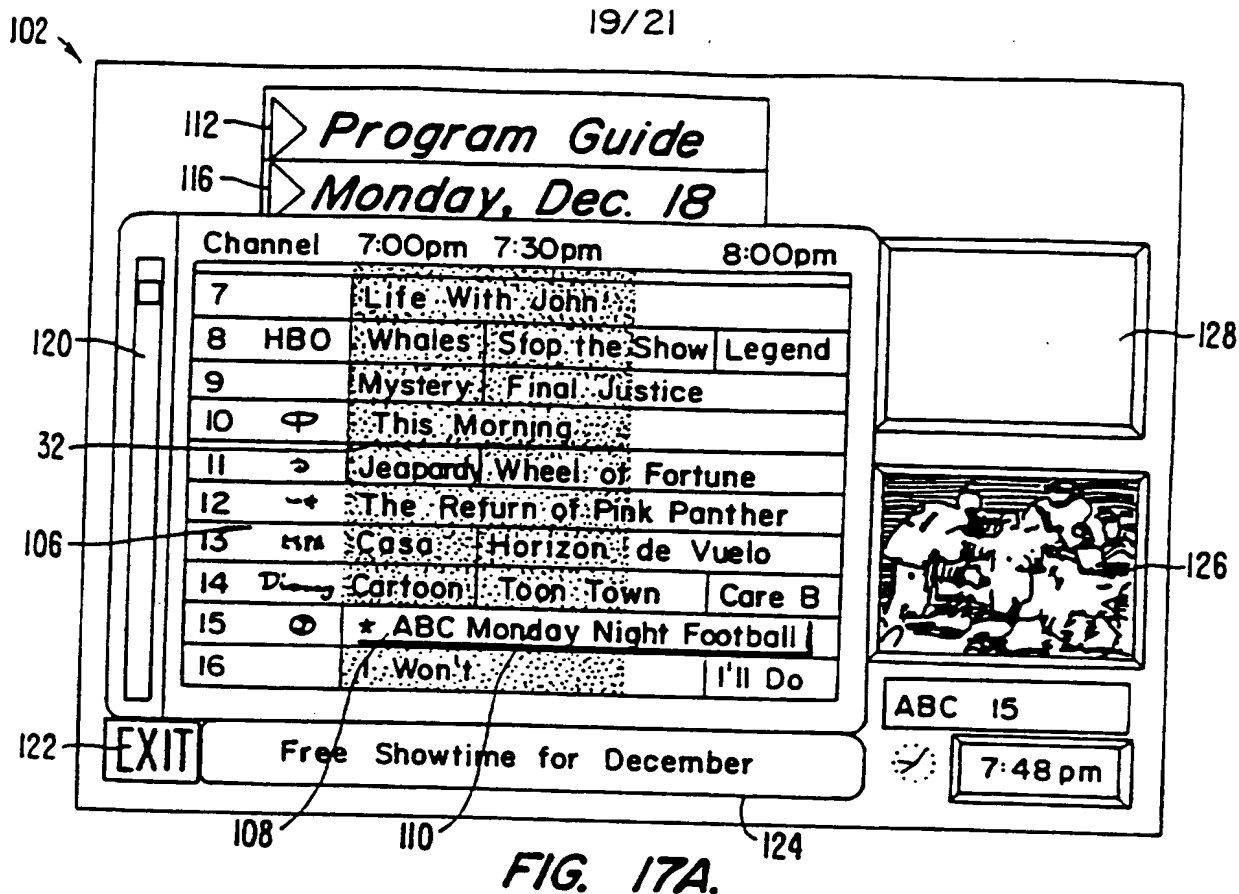 19/21
102
112 Program Guide
116 Monday, Dec. 18
Channel 7:00pm 7:30pm 8:00pm
7 Life With John!
120 8 HBO Whales Stop the Show Legend 128
9 Mystery Final Justice
10 This Morning
32
11 Jeapardy Wheel of Fortune
12 The Return of Pink Panther
106
13 Casa Horizon de Vuelo
126
14 Disney Cartoon Toon Town Care B
15 * ABC Monday Night Football
16 I Won't I'll Do
ABC 15
122 EXIT Free Showtime for December 7:48 pm
108 110 124
FIG. 17A.